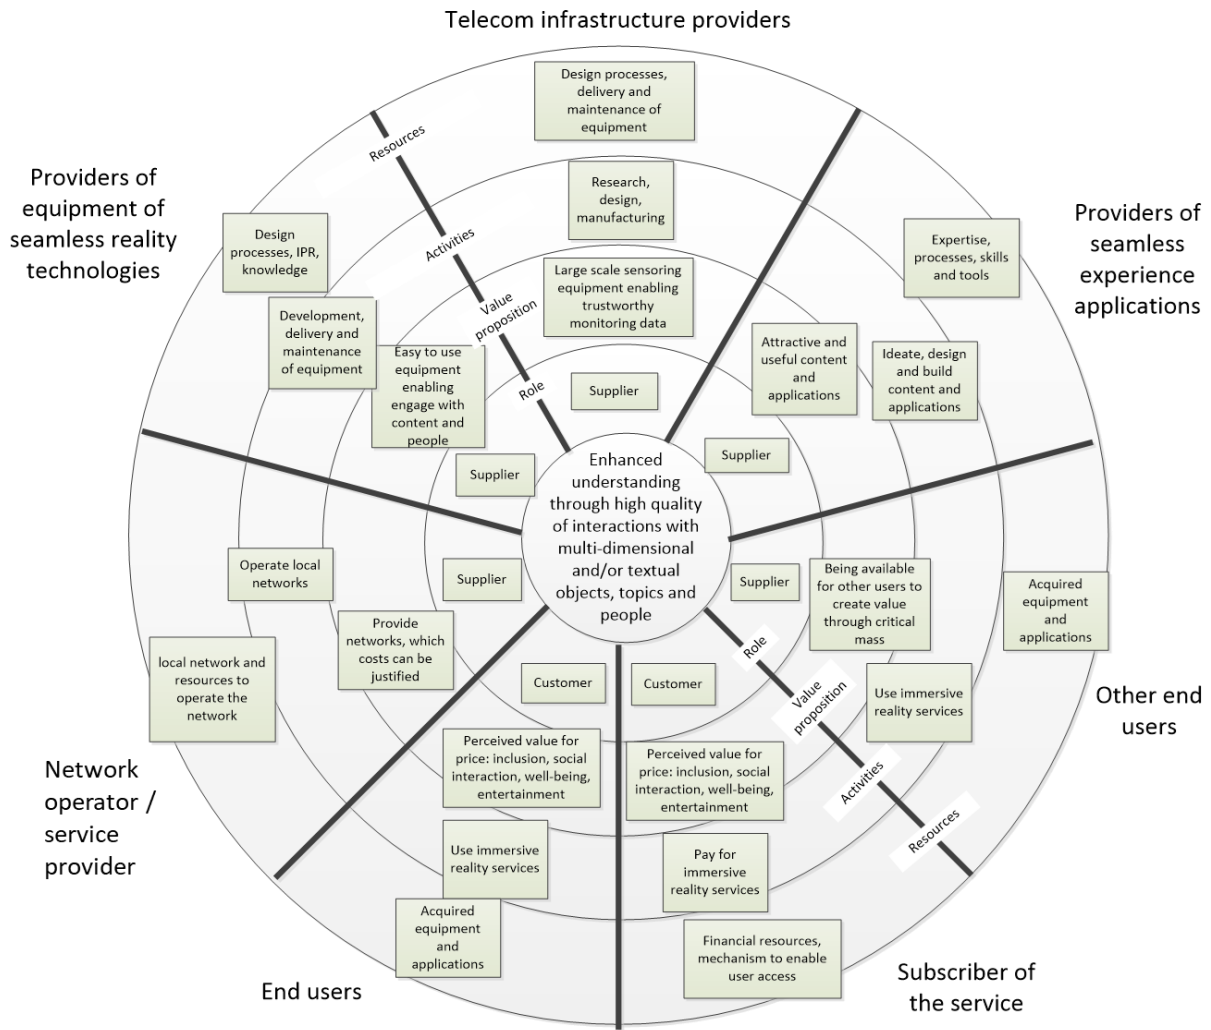 Telecom infrastructure providers
Design processes,
delivery and
maintenance of
equipment
Resources
Research,
design,
manufacturing
Activities
Large scale sensoring
equipment enabling
trustworthy
monitoring data
Value
proposition
Supplier
Role
Providers of
equipment of
seamless reality
technologies
Design
processes, IPR,
knowledge
Development,
delivery and
maintenance
of equipment
Easy to use
equipment
enabling
engage with
content and
people
Supplier
Providers of
seamless
experience
applications
Expertise,
processes, skills
and tools
Ideate, design
and build
content and
applications
Attractive and
useful content
and
applications
Supplier
Enhanced
understanding
through high quality
of interactions with
multi-dimensional
and/or textual
objects, topics and
people
Operate local
networks
Supplier
Provide
networks, which
costs can be
justified
local network and
resources to
operate the
network
Network
operator /
service
provider
Supplier
Being available
for other users to
create value
through critical
mass
Acquired
equipment
and
applications
Use immersive
reality services
Other end
users
Role
Value
proposition
Activities
Resources
Customer
Perceived value for
price: inclusion, social
interaction, well-being,
entertainment
Use immersive
reality services
Acquired
equipment
and
applications
End users
Customer
Perceived value for
price: inclusion, social
interaction, well-being,
entertainment
Pay for
immersive
reality services
Financial resources,
mechanism to enable
user access
Subscriber of
the service